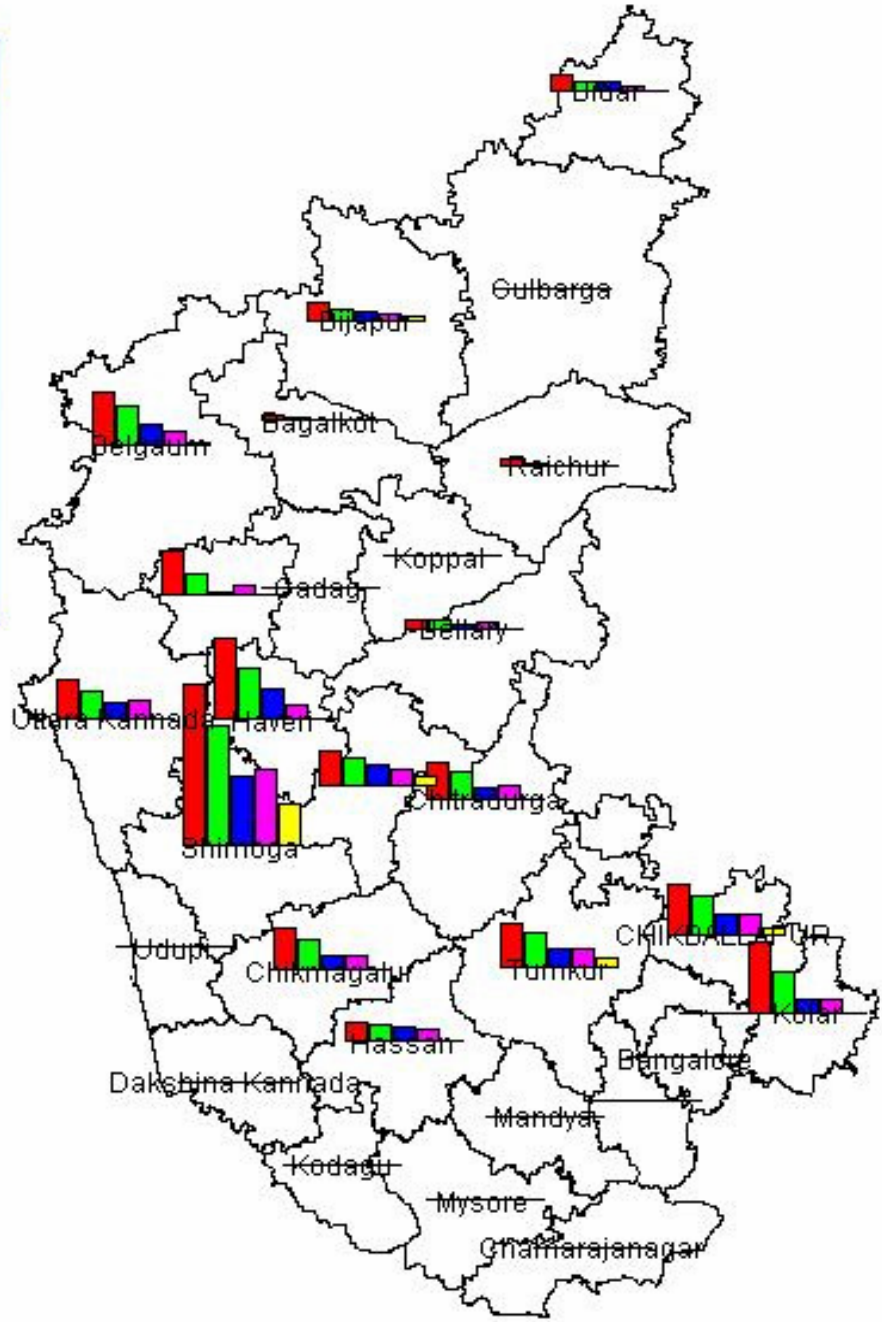 Bidar
Gulbarga
Bijapur
Bagalkot
Belgaum
Raichur
Koppal
Gadag
Bellary
Uttara Kannada
Haveri
Chitradurga
Shimoga
CHIKBALLAPUR
Udupi
Chikmagalur
Tumkur
Kolar
Hassan
Bangalore
Dakshina Kannada
Mandya
Kodagu
Mysore
Chamarajanagar